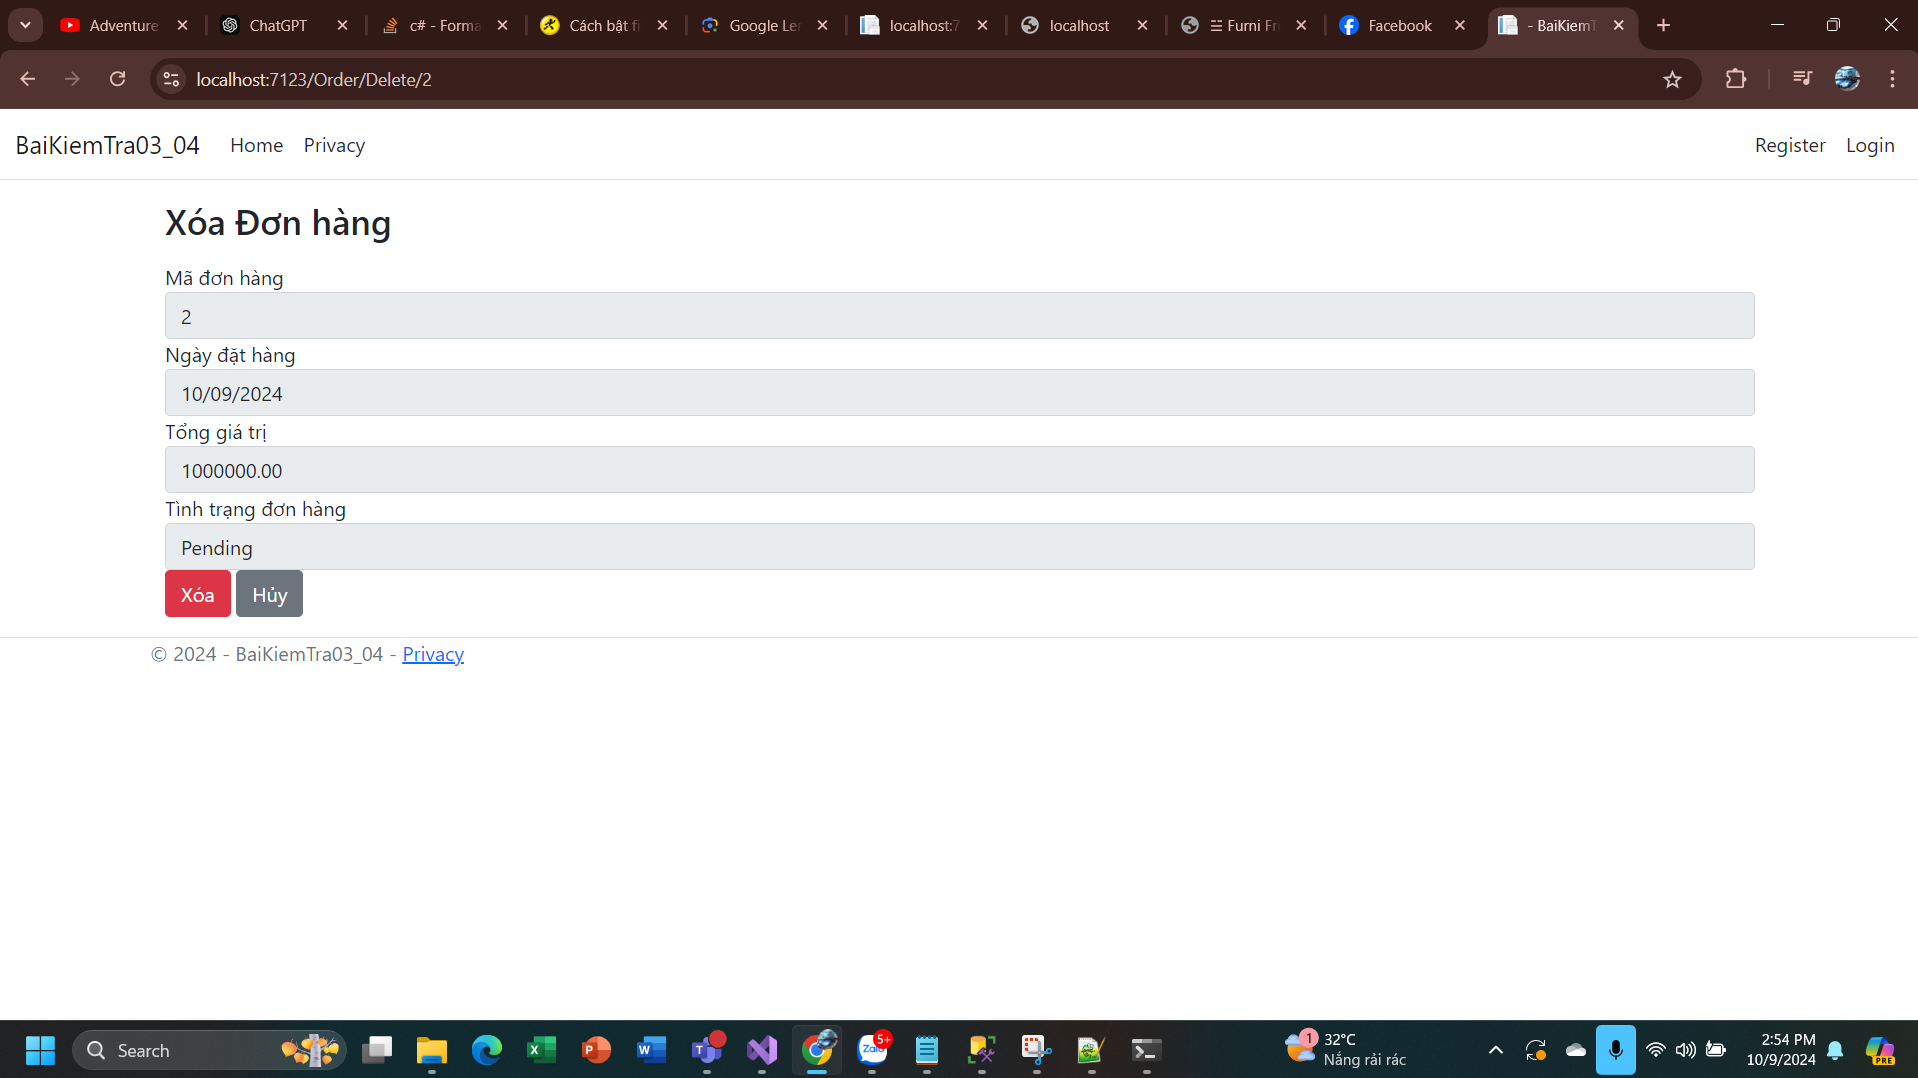 Adventure
ChatGPT
c# - Forma
Cách bật fi
Google Le
localhost:7
localhost
Furni Fr
Facebook
- BaiKiemT
localhost:7123/Order/Delete/2
BaiKiemTra03_04 Home Privacy Register Login
Xóa Đơn hàng
Mã đơn hàng
2
Ngày đặt hàng
10/09/2024
Tổng giá trị
1000000.00
Tình trạng đơn hàng
Pending
Xóa Hủy
© 2024 - BaiKiemTra03_04 - Privacy
Search
Zalo
5+
1
32°C
Nắng rải rác
2:54 PM
10/9/2024
PRE